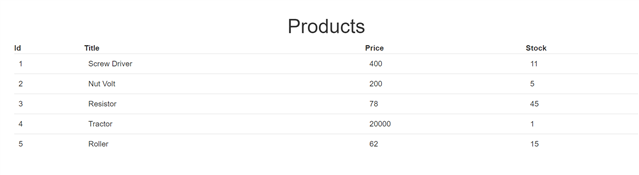 Products
Id Title Price Stock
1 Screw Driver 400 11
2 Nut Volt 200 5
3 Resistor 78 45
4 Tractor 20000 1
5 Roller 62 15